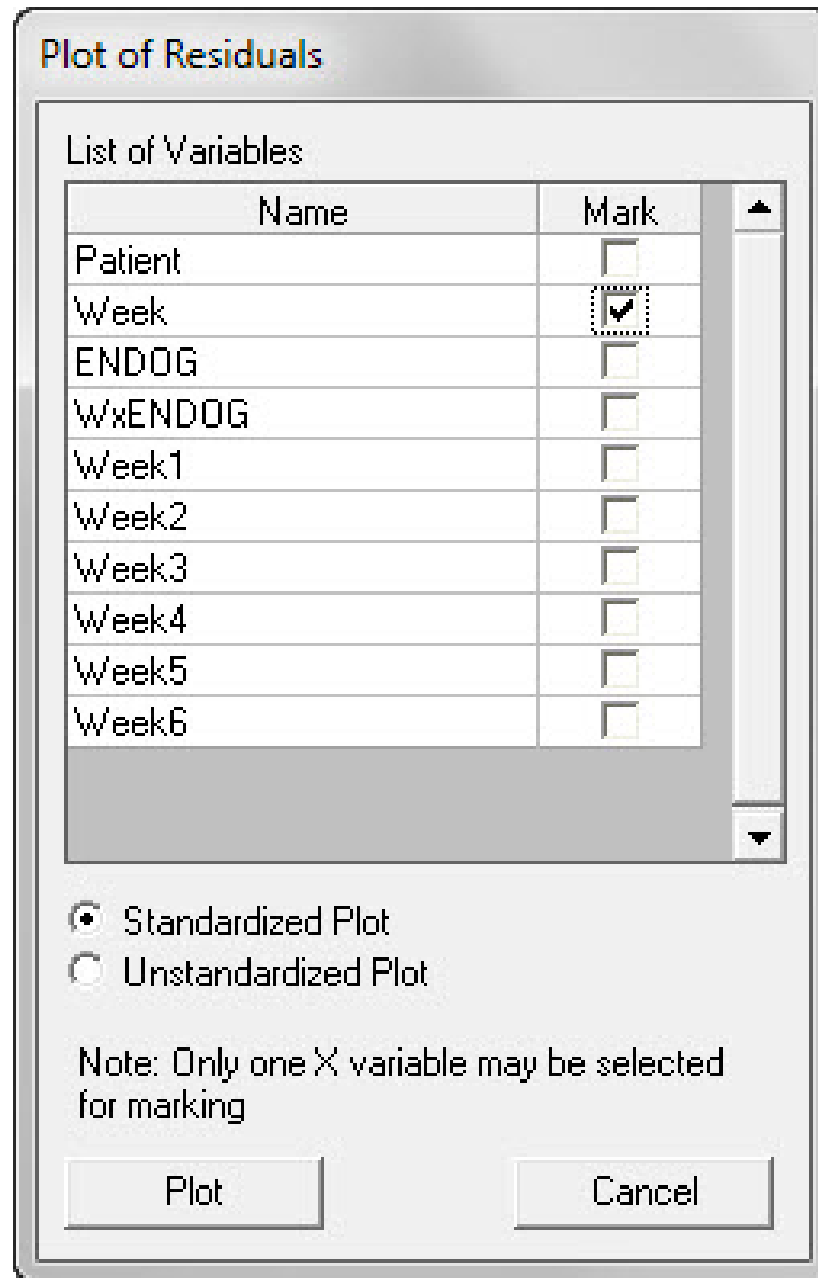 Plot of Residuals
List of Variables
Name Mark
Patient
Week
ENDOG
WxENDOG
Week1
Week2
Week3
Week4
Week5
Week6
Standardized Plot
Unstandardized Plot
Note: Only one X variable may be selected
for marking
Plot Cancel